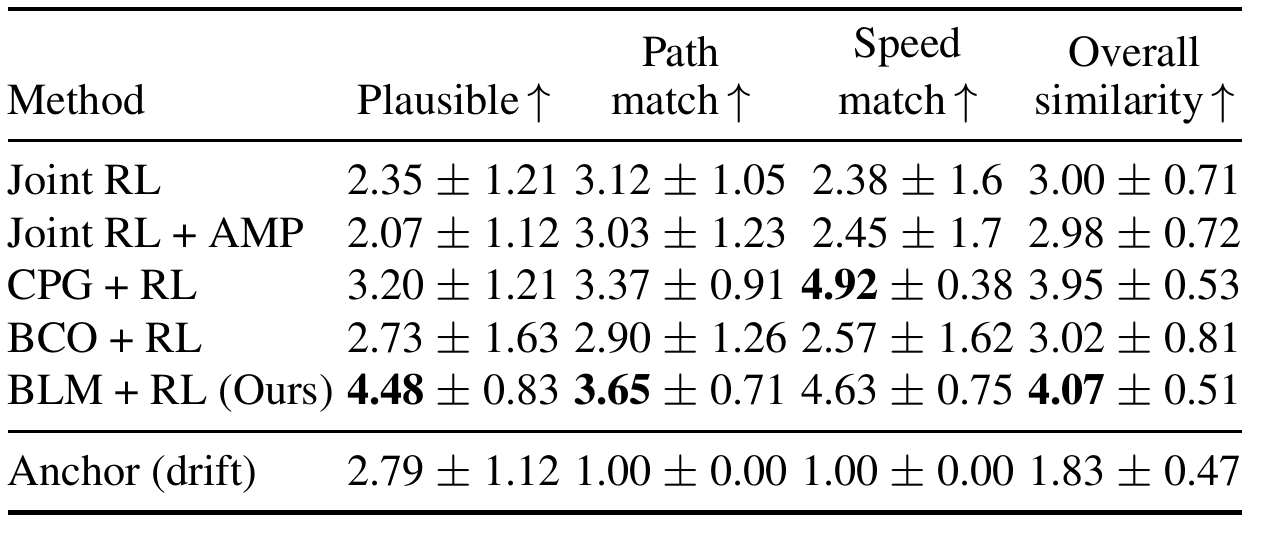 Method Plausible ↑ Path match ↑ Speed match ↑ Overall similarity ↑
Joint RL 2.35 ± 1.21 3.12 ± 1.05 2.38 ± 1.6 3.00 ± 0.71
Joint RL + AMP 2.07 ± 1.12 3.03 ± 1.23 2.45 ± 1.7 2.98 ± 0.72
CPG + RL 3.20 ± 1.21 3.37 ± 0.91 4.92 ± 0.38 3.95 ± 0.53
BCO + RL 2.73 ± 1.63 2.90 ± 1.26 2.57 ± 1.62 3.02 ± 0.81
BLM + RL (Ours) 4.48 ± 0.83 3.65 ± 0.71 4.63 ± 0.75 4.07 ± 0.51
Anchor (drift) 2.79 ± 1.12 1.00 ± 0.00 1.00 ± 0.00 1.83 ± 0.47